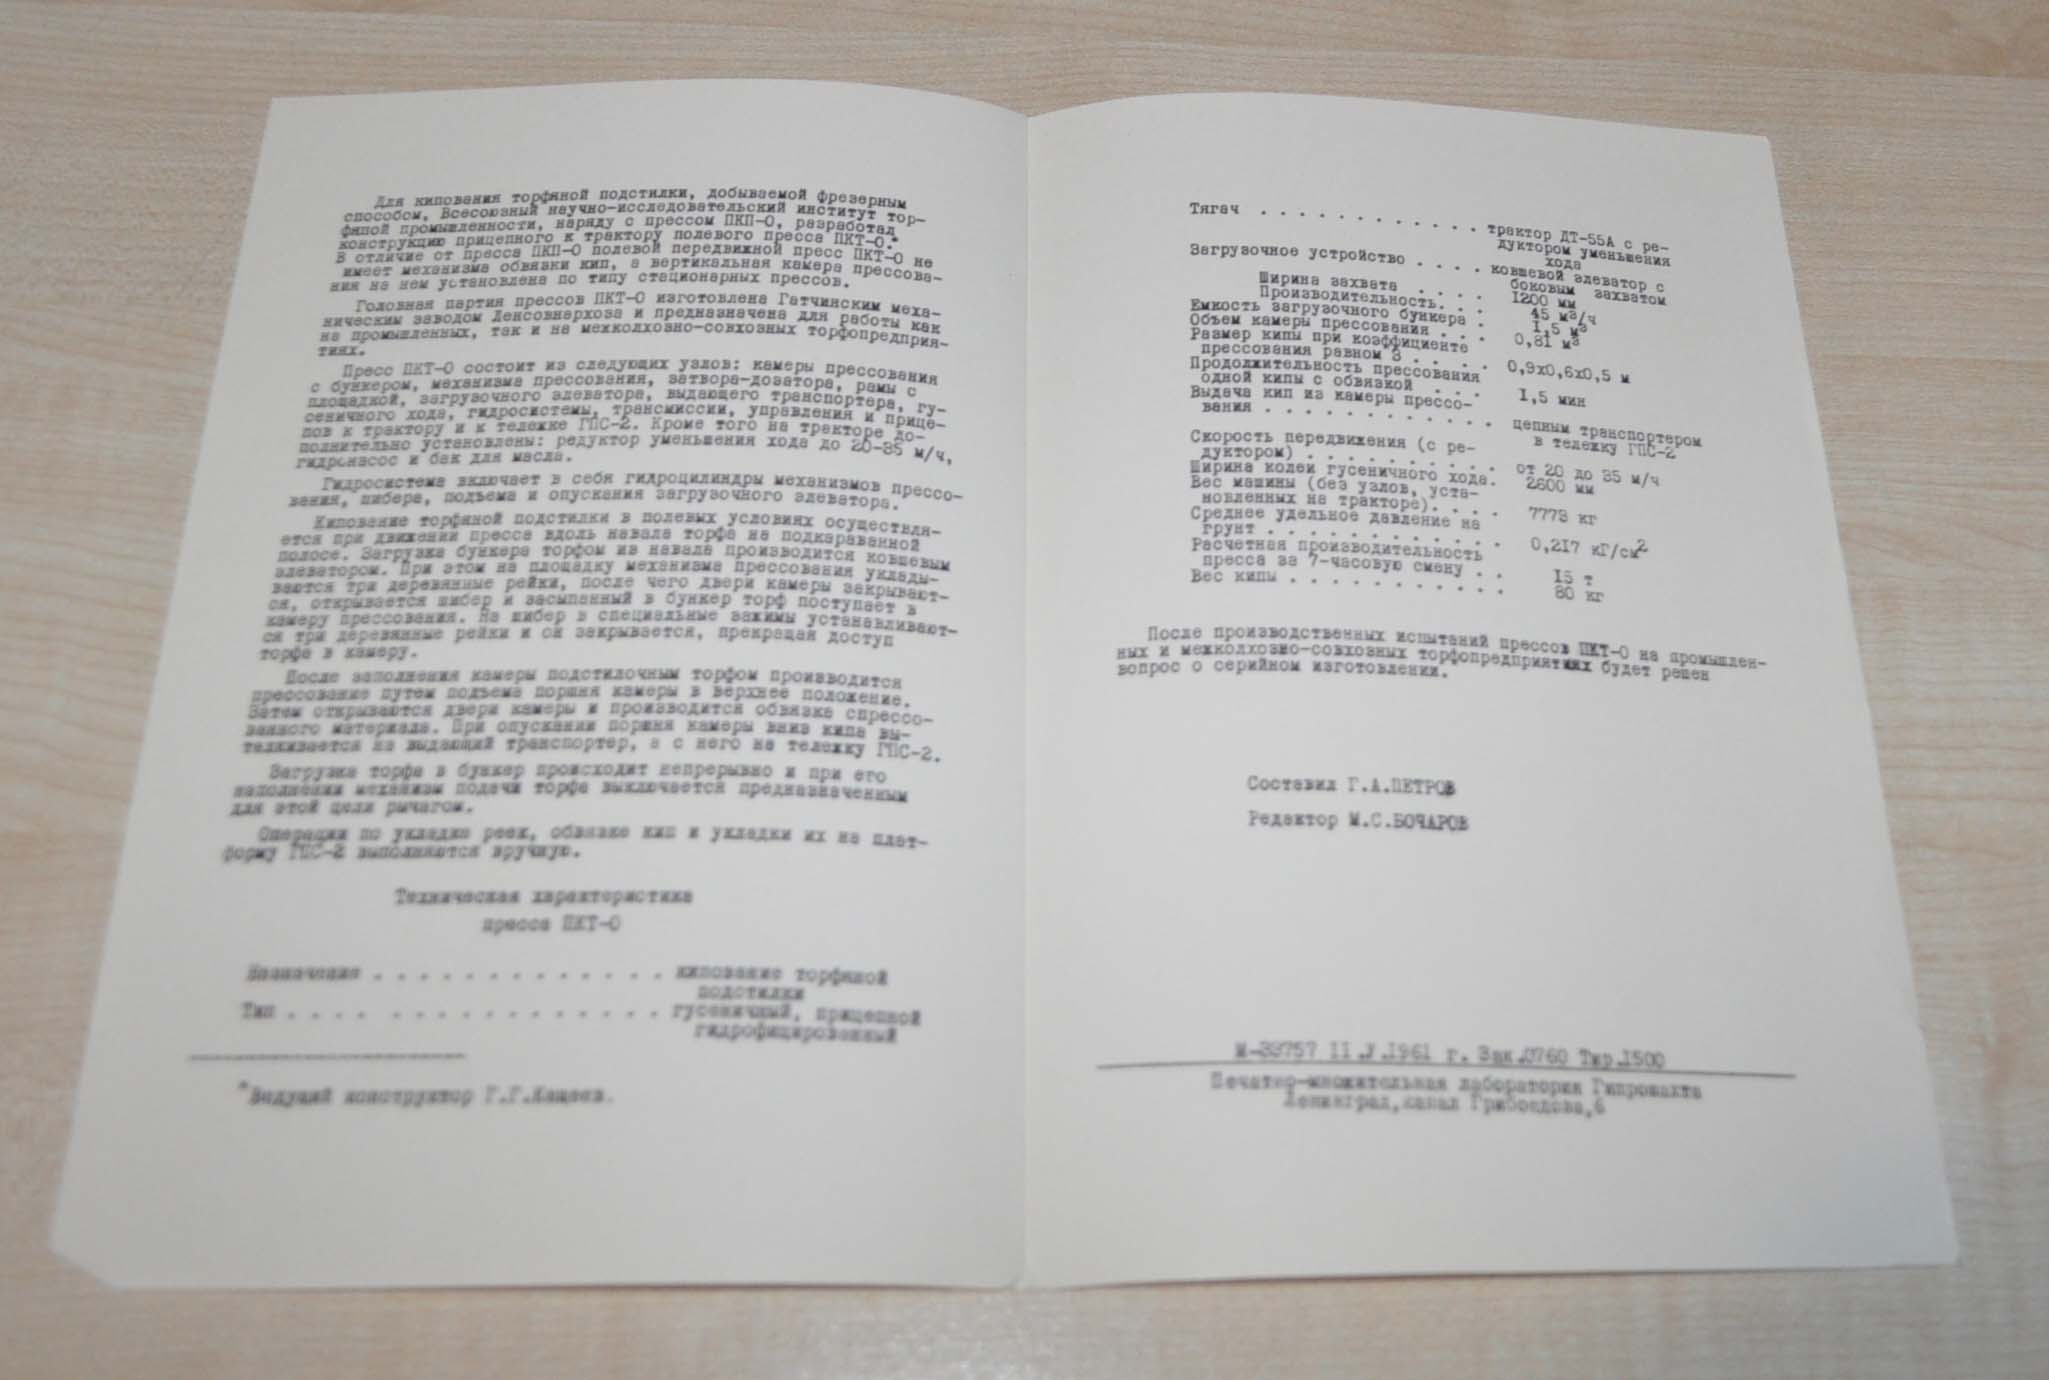 Для кипования торфяной подстилки, добываемой фрезерным
способом, Всесоюзный научно-исследовательский институт тор-
фяной промышленности, наряду с прессом ПКП-0, разработал
конструкцию прицепного к трактору полевого пресса ПКТ-0.*
В отличие от пресса ПКП-0 полевой передвижной пресс ПКТ-0 не
имеет механизма обвязки кип, а вертикальная камера прессова-
ния на нем установлена по типу стационарных прессов.
Головная партия прессов ПКТ-0 изготовлена Гатчинским меха-
ническим заводом Ленсовнархоза и предназначена для работы как
на промышленных, так и на межколхозно-совхозных торфопредприя-
тиях.
Пресс ПКТ-0 состоит из следующих узлов: камеры прессования
с бункером, механизма прессования, затвора-дозатора, рамы с
площадкой, загрузочного элеватора, выдающего транспортера, гу-
сеничного хода, гидросистемы, трансмиссии, управления и прице-
пов к трактору и к тележке ГПС-2. Кроме того на тракторе до-
полнительно установлены: редуктор уменьшения хода до 20-35 м/ч,
гидронасос и бак для масла.
Гидросистема включает в себя гидроцилиндры механизмов прессо-
вания, шибера, подъема и опускания загрузочного элеватора.
Кипование торфяной подстилки в полевых условиях осуществля-
ется при движении пресса вдоль навала торфа на подкараванной
полосе. Загрузка бункера торфом из навала производится ковшевым
элеватором. При этом на площадку механизма прессования уклады-
ваются три деревянные рейки, после чего двери камеры закрывают-
ся, открывается шибер и засыпанный в бункер торф поступает в
камеру прессования. На шибер в специальные зажимы устанавливают-
ся три деревянные рейки и он закрывается, прекращая доступ
торфа в камеру.
После заполнения камеры подстилочным торфом производится
прессование путем подъема поршня камеры в верхнее положение.
Затем открываются двери камеры и производится обвязка спрессо-
ванного материала. При опускании поршня камеры вниз кипа вы-
талкивается на выдающий транспортер, а с него на тележку ГПС-2.
Загрузка торфа в бункер происходит непрерывно и при его
наполнении механизм подачи торфа выключается предназначенным
для этой цели рычагом.
Операции по укладке реек, обвязке кип и укладки их на плат-
форму ГПС-2 выполняются вручную.
Техническая характеристика
пресса ПКТ-0
Назначение . . . . . . . . . . . . . . кипование торфяной
подстилки
Тип . . . . . . . . . . . . . . . . . . гусеничный, прицепной
гидрофицированный
*Ведущий конструктор Г.Г.Кащеев.
Тягач . . . . . . . . . . . . трактор ДТ-55А с ре-
дуктором уменьшения
хода
Загрузочное устройство . . . . ковшевой элеватор с
боковым захватом
Ширина захвата . . . . 1200 мм
Производительность. . . 45 м³/ч
Емкость загрузочного бункера . 1,5 м³
Объем камеры прессования . . . 0,81 м³
Размер кипы при коэффициенте
прессования равном 3 . . . . 0,9х0,6х0,5 м
Продолжительность прессования
одной кипы с обвязкой . . . 1,5 мин
Выдача кип из камеры прессо-
вания . . . . . . . . . . . . цепным транспортером
в тележку ГПС-2
Скорость передвижения (с ре-
дуктором) . . . . . . . . . . от 20 до 35 м/ч
Ширина колеи гусеничного хода. 2600 мм
Вес машины (без узлов, уста-
новленных на тракторе). . . . 7773 кг
Среднее удельное давление на
грунт . . . . . . . . . . . . 0,217 кГ/см²
Расчетная производительность
пресса за 7-часовую смену . . 15 т
Вес кипы . . . . . . . . . . . 80 кг
После производственных испытаний прессов ПКТ-0 на промышлен-
ных и межколхозно-совхозных торфопредприятиях будет решен
вопрос о серийном изготовлении.
Составил Г.А.ПЕТРОВ
Редактор М.С.БОЧАРОВ
М-33757 11.У.1961 г. Зак.0760 Тир.1500
Печатно-множительная лаборатория Гипрошахта
Ленинград,канал Грибоедова,6